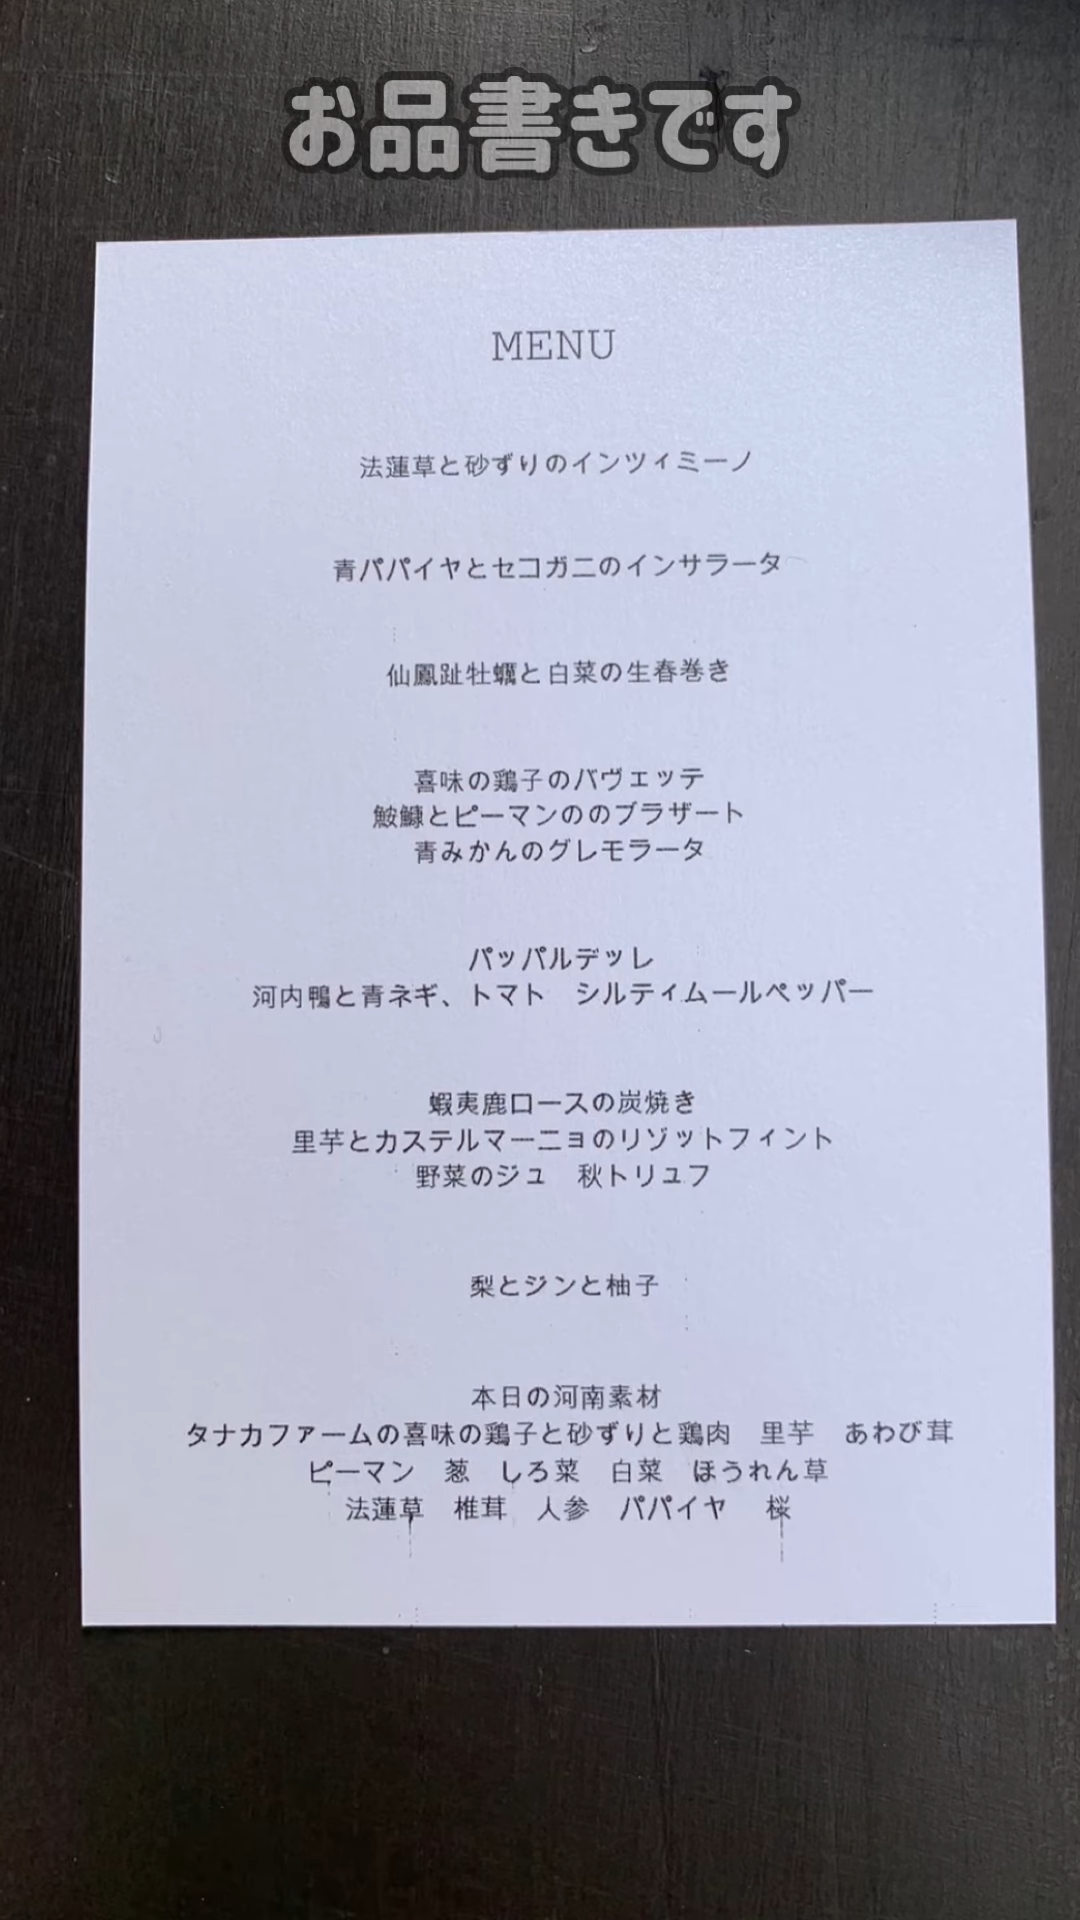 お品書きです
MENU
法蓮草と砂ずりのインツィミーノ
青パパイヤとセコガニのインサラータ
仙鳳趾牡蠣と白菜の生春巻き
喜味の鶏子のバヴェッテ
鮟鱇とピーマンののブラザート
青みかんのグレモラータ
パッパルデッレ
河内鴨と青ネギ、トマト　シルティムールペッパー
蝦夷鹿ロースの炭焼き
里芋とカステルマーニョのリゾットフィント
野菜のジュ　秋トリュフ
梨とジンと柚子
本日の河南素材
タナカファームの喜味の鶏子と砂ずりと鶏肉　里芋　あわび茸
ピーマン　葱　しろ菜　白菜　ほうれん草
法蓮草　椎茸　人参　パパイヤ　桜